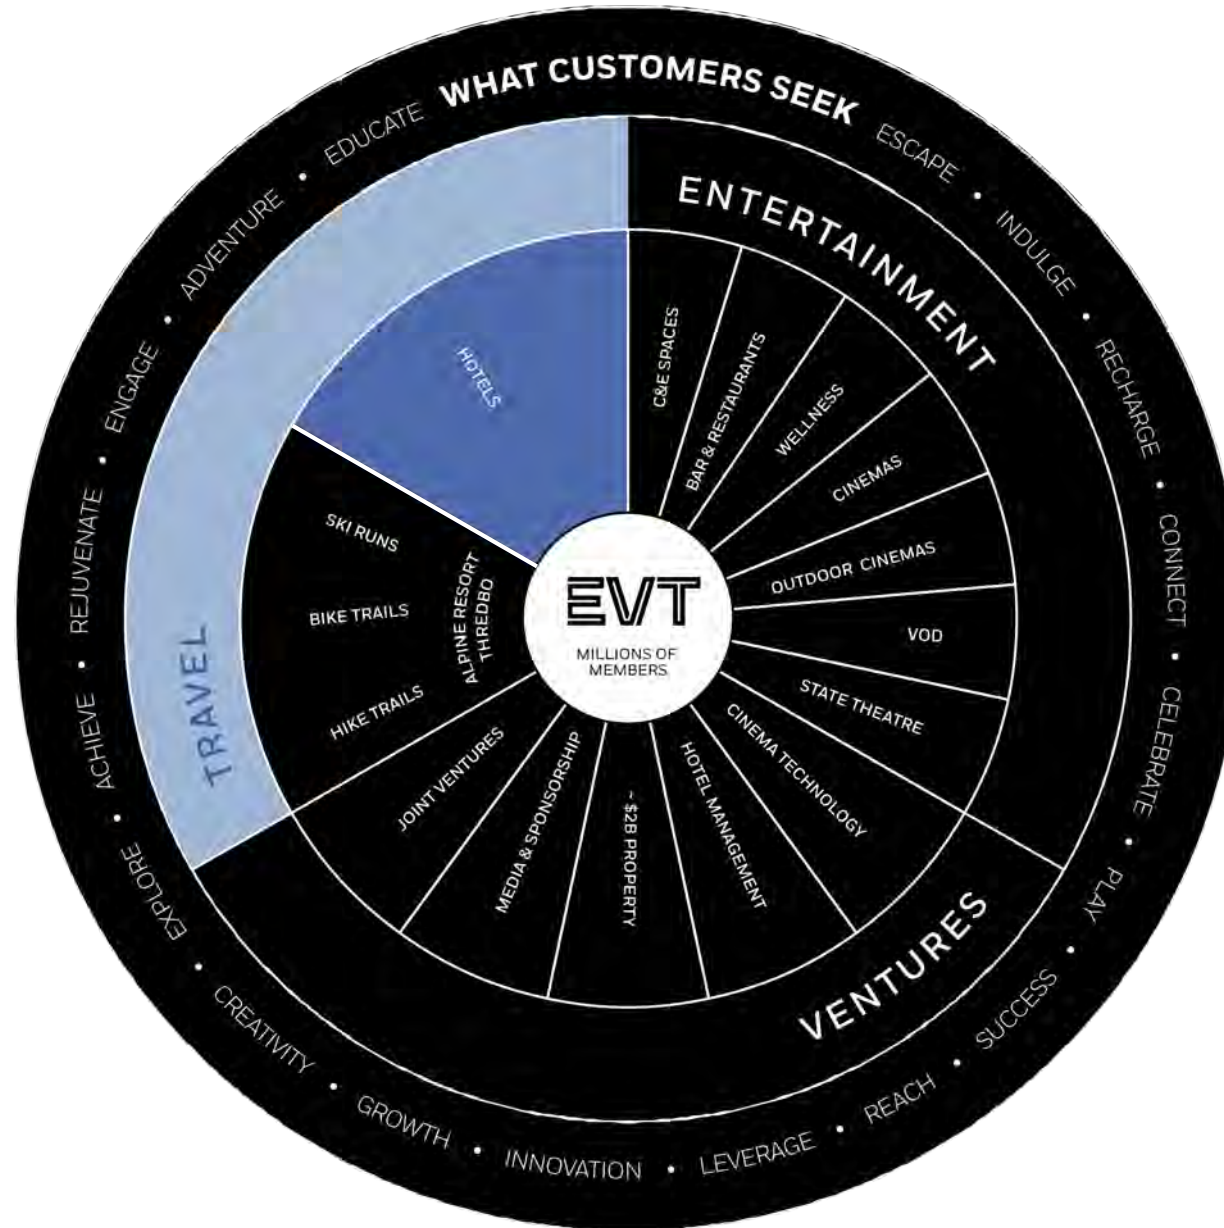 WHAT CUSTOMERS SEEK
ESCAPE • INDULGE • RECHARGE • CONNECT • CELEBRATE • PLAY • SUCCESS • REACH • LEVERAGE • INNOVATION • GROWTH • CREATIVITY • EXPLORE • ACHIEVE • REJUVENATE • ENGAGE • ADVENTURE • EDUCATE
ENTERTAINMENT
C&E SPACES
BAR & RESTAURANTS
WELLNESS
CINEMAS
OUTDOOR CINEMAS
VOD
STATE THEATRE
VENTURES
CINEMA TECHNOLOGY
HOTEL MANAGEMENT
~ $2B PROPERTY
MEDIA & SPONSORSHIP
JOINT VENTURES
TRAVEL
HIKE TRAILS
BIKE TRAILS
SKI RUNS
ALPINE RESORT
THREDBO
HOTELS
EVT
MILLIONS OF
MEMBERS